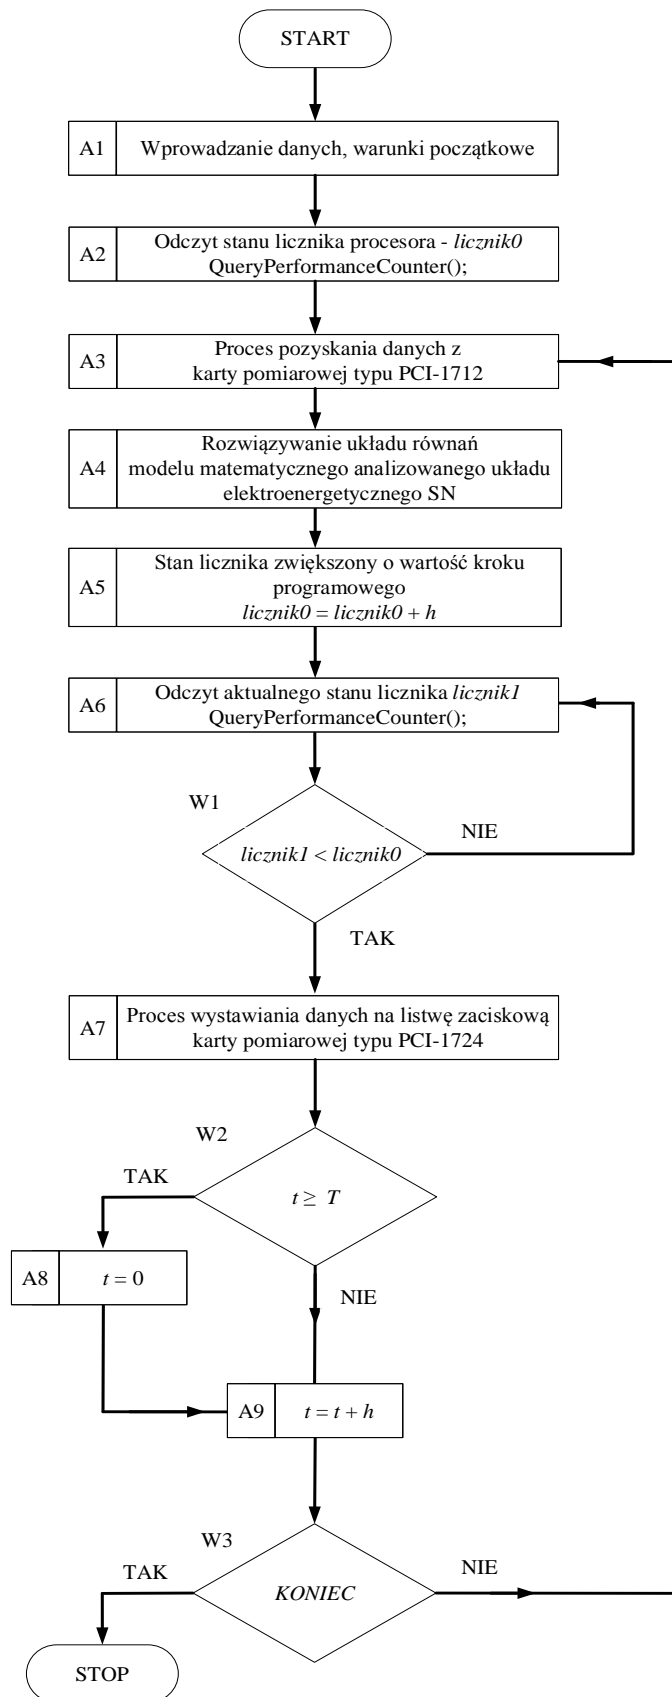 START
A1
Wprowadzanie danych, warunki początkowe
A2
Odczyt stanu licznika procesora - licznik0
QueryPerformanceCounter();
A3
Proces pozyskania danych z
karty pomiarowej typu PCI-1712
A4
Rozwiązywanie układu równań
modelu matematycznego analizowanego układu
elektroenergetycznego SN
A5
Stan licznika zwiększony o wartość kroku
programowego
licznik0 = licznik0 + h
A6
Odczyt aktualnego stanu licznika licznik1
QueryPerformanceCounter();
W1
licznik1 < licznik0
NIE
TAK
A7
Proces wystawiania danych na listwę zaciskową
karty pomiarowej typu PCI-1724
W2
TAK
t ≥ T
A8
t = 0
NIE
A9
t = t + h
W3
TAK
KONIEC
NIE
STOP